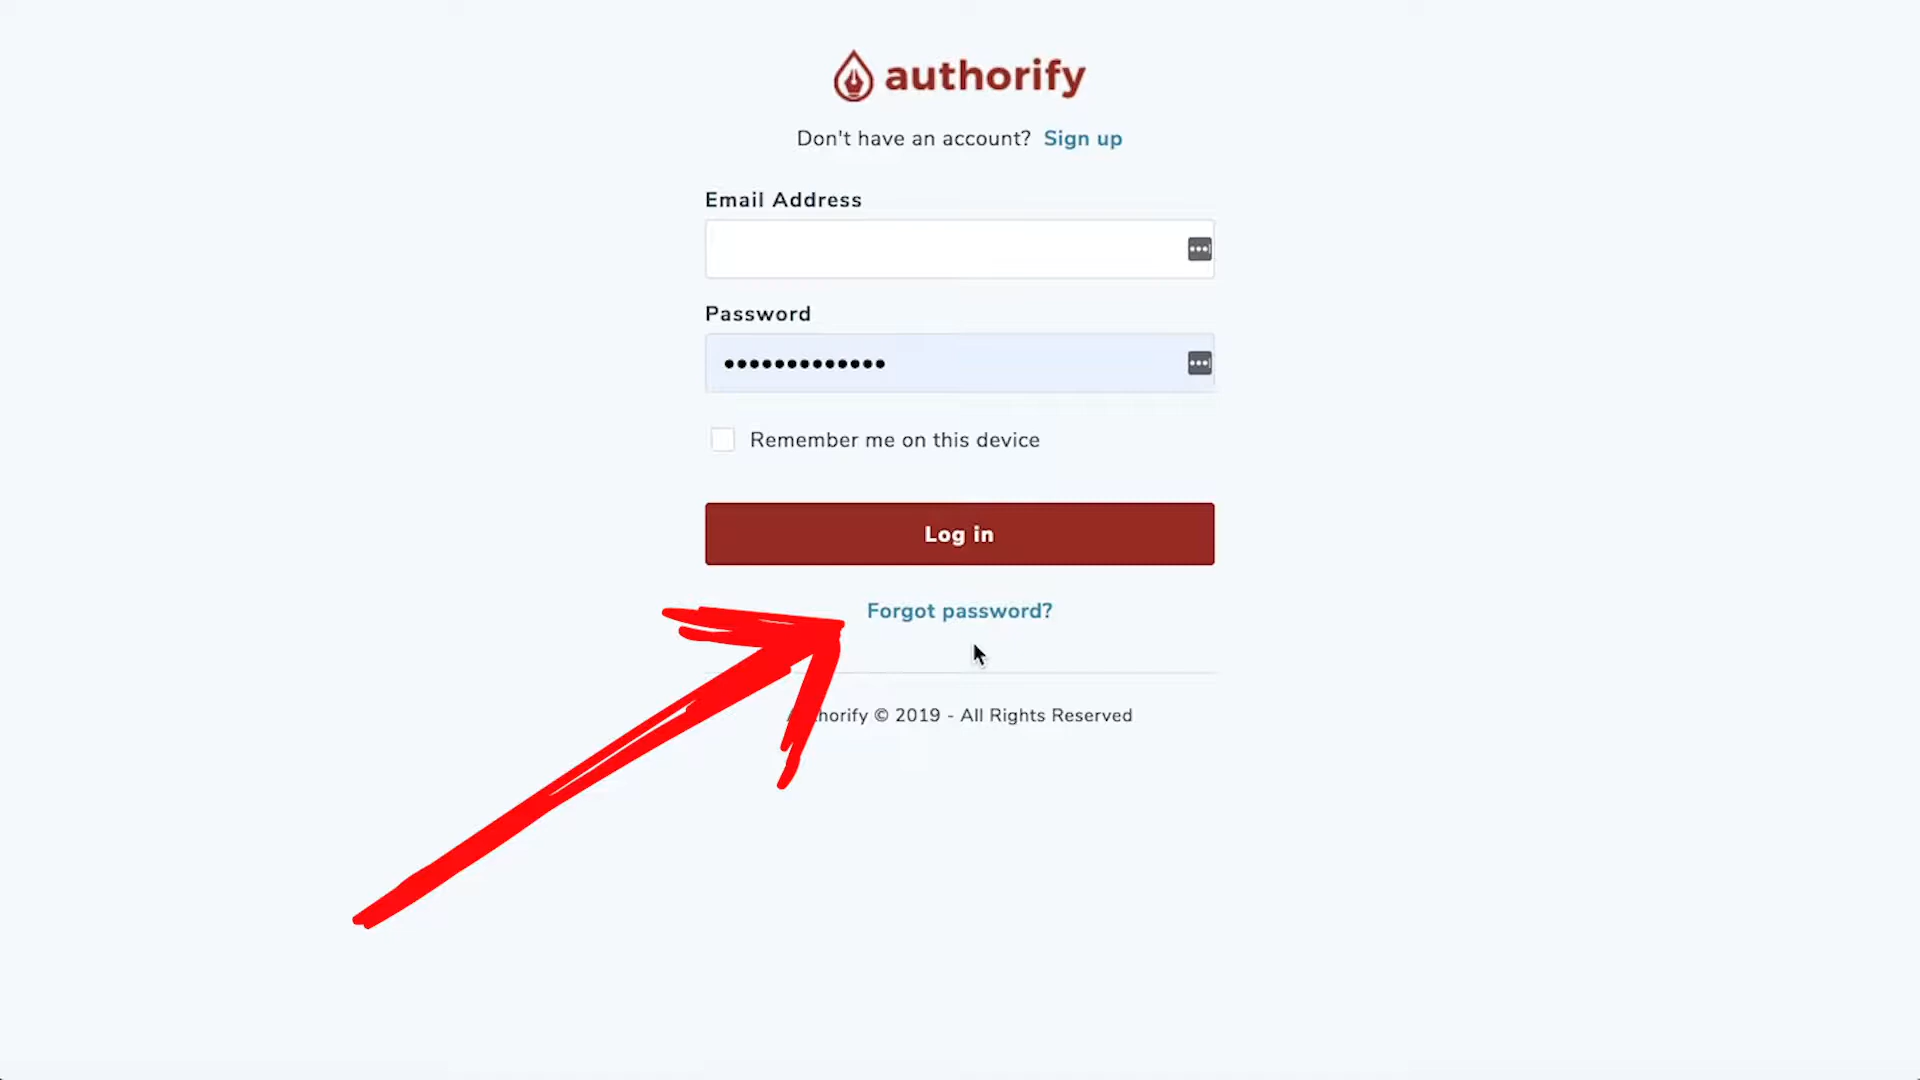 authorify
Don't have an account? Sign up
Email Address
Password
Remember me on this device
Log in
Forgot password?
© 2019 - All Rights Reserved